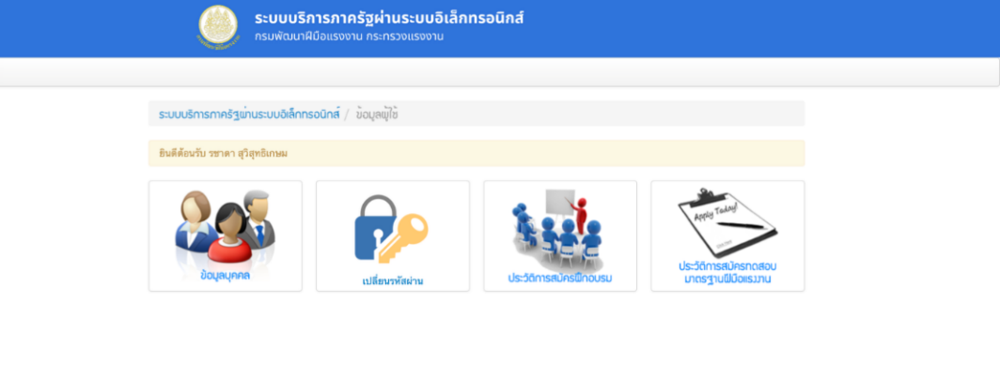 ระบบบริการภาครัฐผ่านระบบอิเล็กทรอนิกส์
กรมพัฒนาฝีมือแรงงาน กระทรวงแรงงาน
ระบบบริการภาครัฐผ่านระบบอิเล็กทรอนิกส์ / ข้อมูลผู้ใช้
ยินดีต้อนรับ รชาดา สุวิสุทธิเกษม
Apply Today!
ข้อมูลบุคคล
เปลี่ยนรหัสผ่าน
ประวัติการสมัครฝึกอบรม
ประวัติการสมัครทดสอบ
มาตรฐานฝีมือแรงงาน